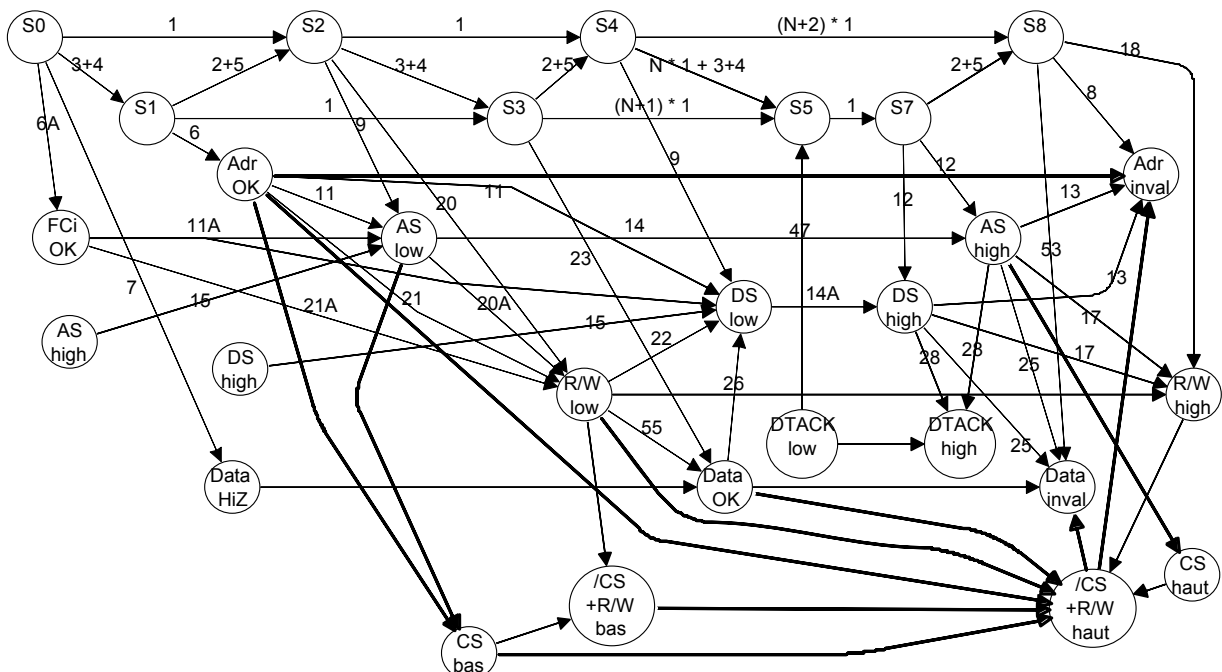 S0
1
S2
1
S4
(N+2) * 1
S8
18
3+4
2+5
3+4
2+5
N * 1 + 3+4
2+5
8
S1
1
9
S3
(N+1) * 1
S5
1
S7
6A
6
9
12
Adr
OK
Adr
inval
11
11
20
12
13
FCi
OK
11A
AS
low
14
47
AS
high
23
53
7
15
21A
21
20A
DS
low
14A
DS
high
13
AS
high
15
22
17
DS
high
28
28
25
17
R/W
low
26
R/W
high
55
DTACK
low
DTACK
high
25
Data
HiZ
Data
OK
Data
inval
CS
haut
/CS
+R/W
bas
/CS
+R/W
haut
CS
bas